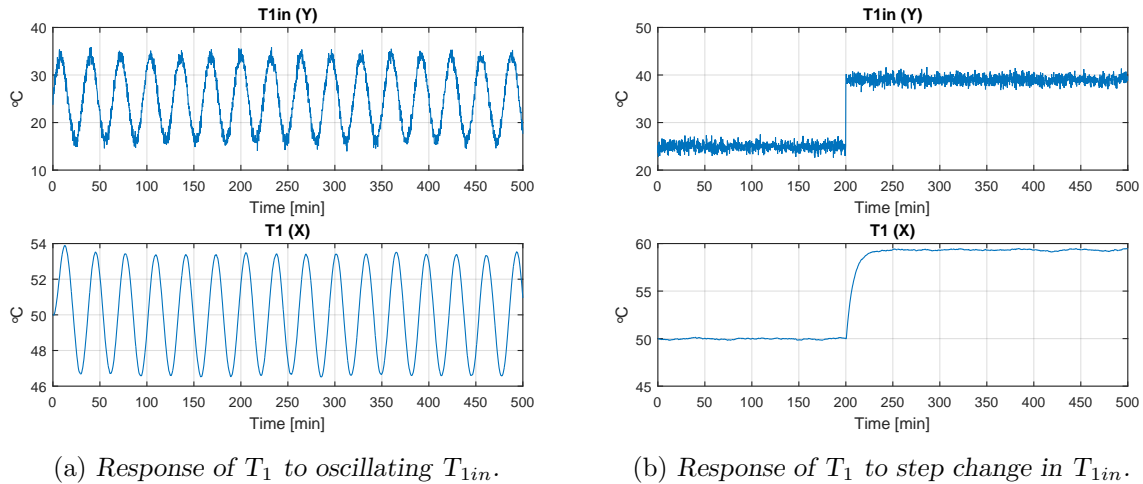 T1in (Y)
40
30
20
10
°C
0 50 100 150 200 250 300 350 400 450 500
Time [min]
T1 (X)
54
52
50
48
46
°C
0 50 100 150 200 250 300 350 400 450 500
Time [min]
(a) Response of T1 to oscillating T1in.
T1in (Y)
50
40
30
20
°C
0 50 100 150 200 250 300 350 400 450 500
Time [min]
T1 (X)
60
55
50
45
°C
0 50 100 150 200 250 300 350 400 450 500
Time [min]
(b) Response of T1 to step change in T1in.